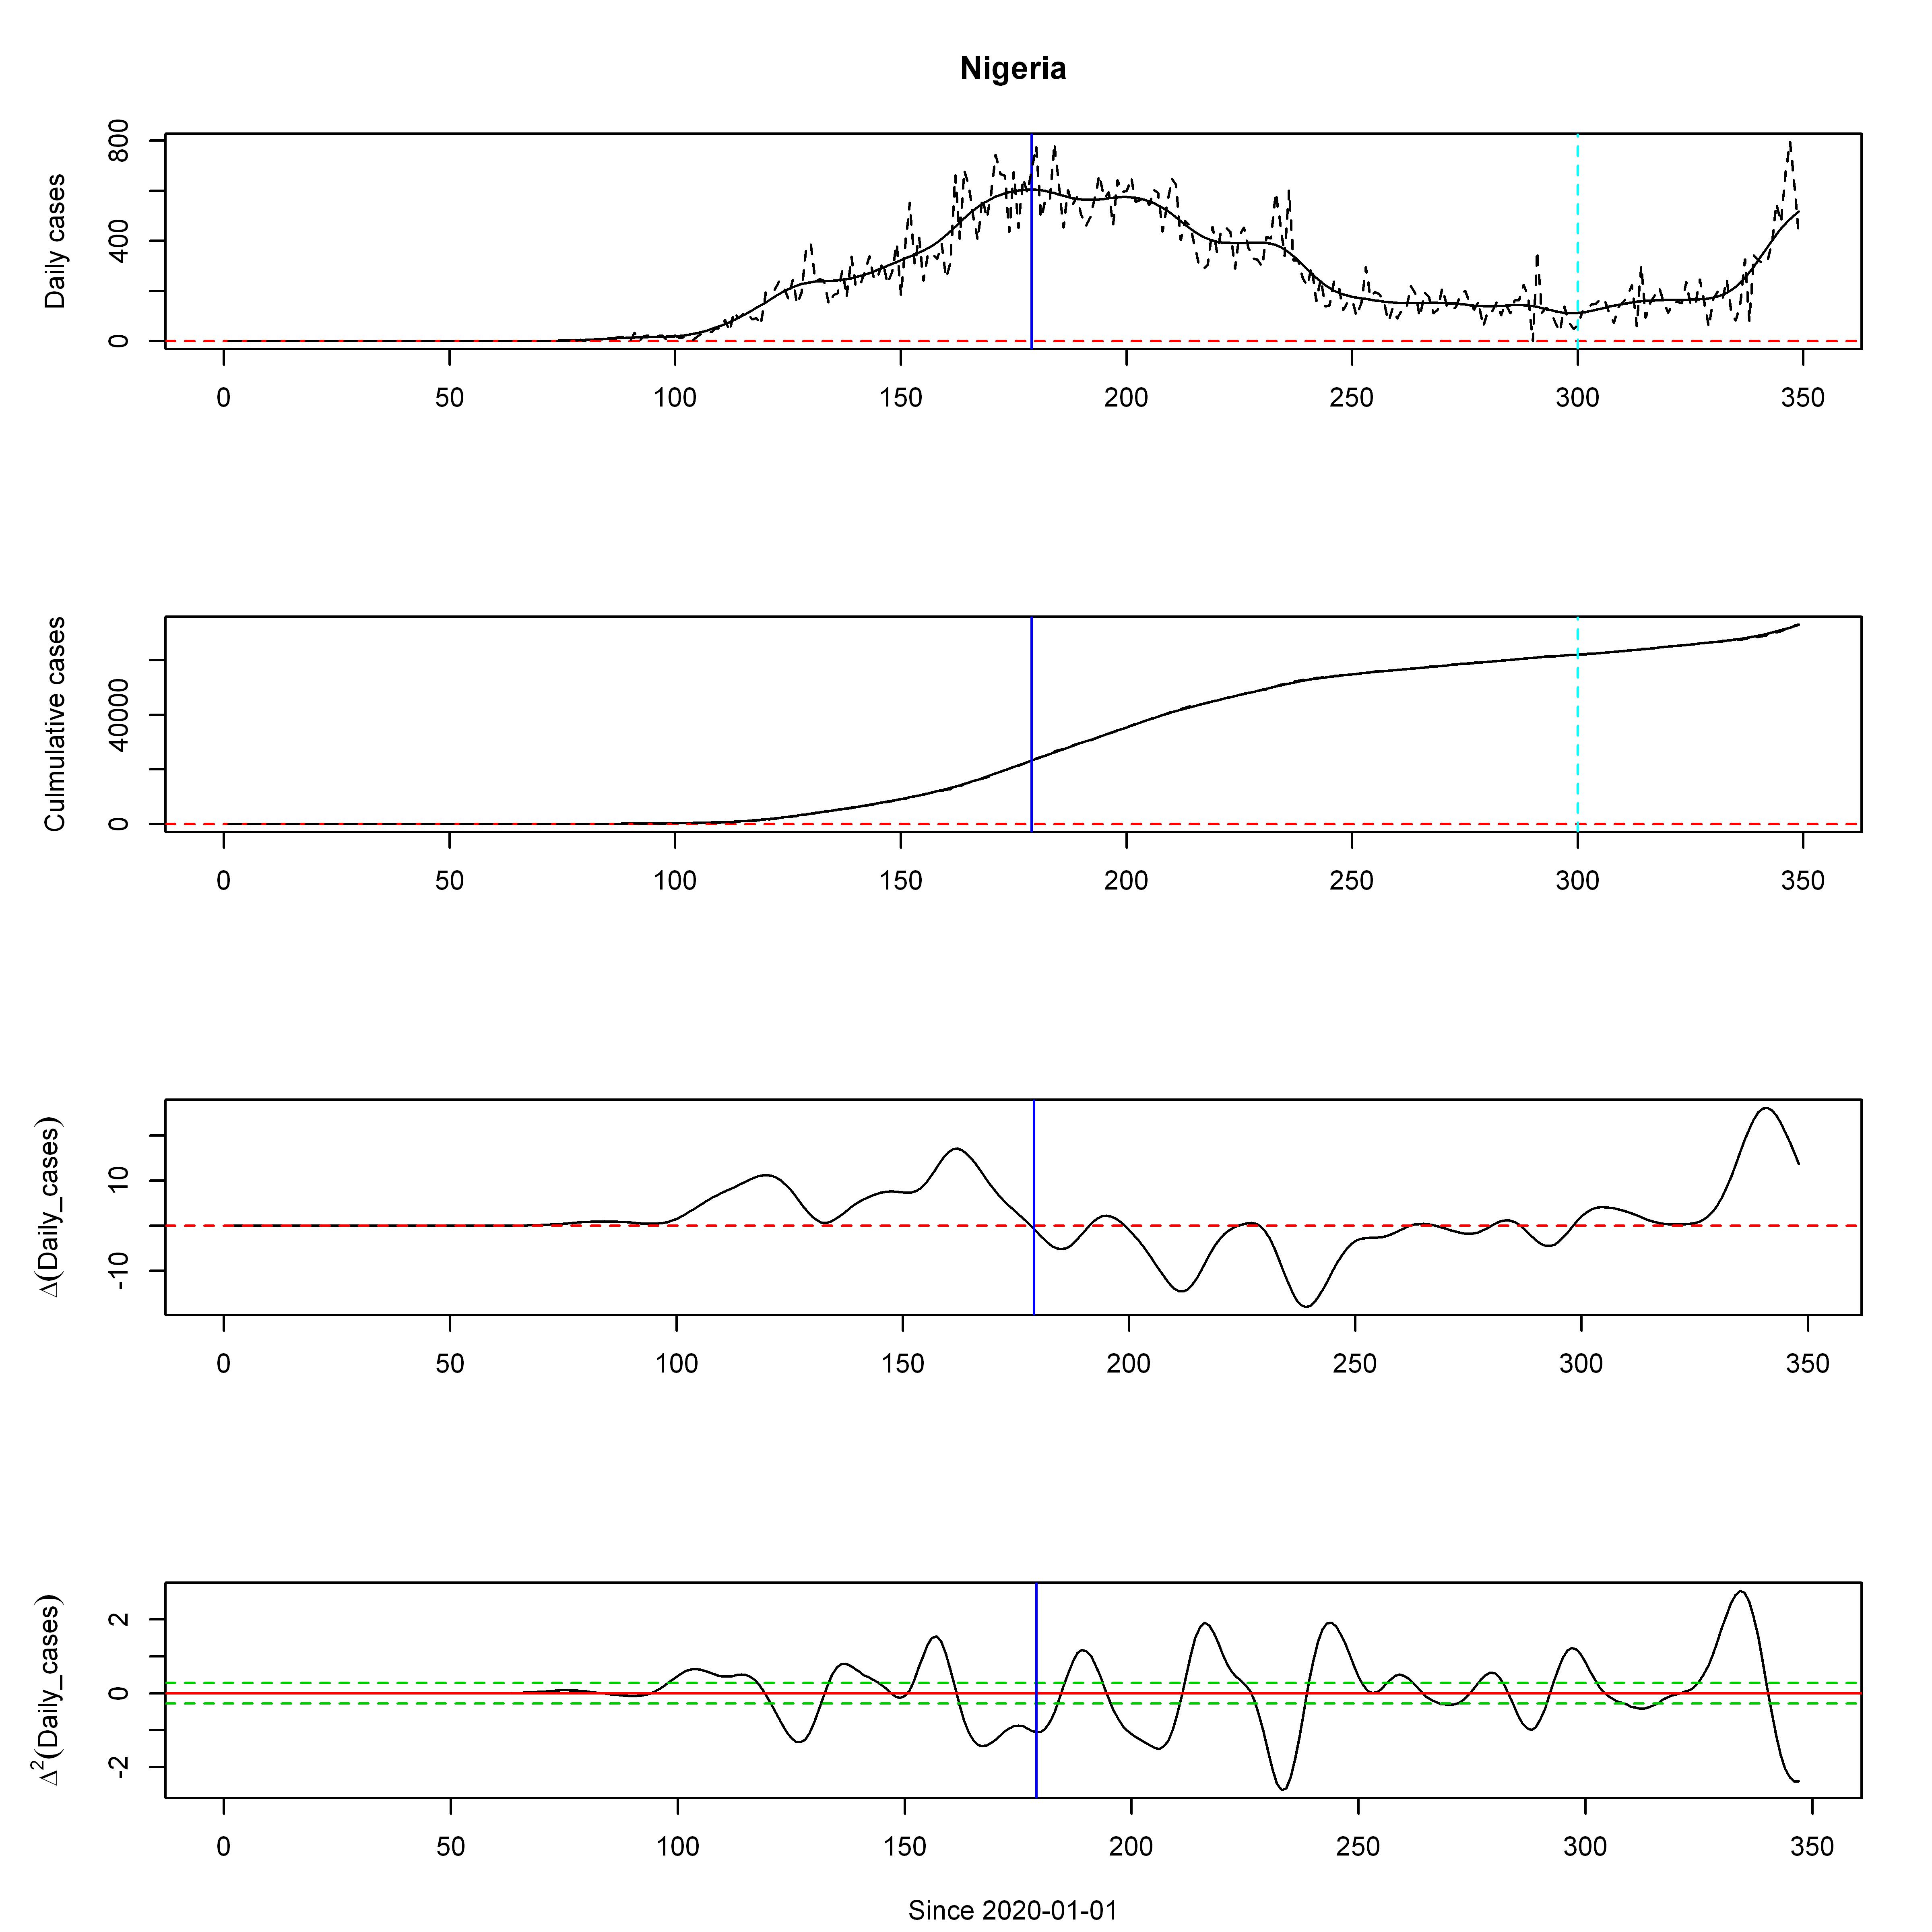 Nigeria
Daily cases
0 400 800
0 50 100 150 200 250 300 350
Culmulative cases
0 40000
0 50 100 150 200 250 300 350
Δ(Daily_cases)
-10 10
0 50 100 150 200 250 300 350
Δ²(Daily_cases)
-2 0 2
0 50 100 150 200 250 300 350
Since 2020-01-01